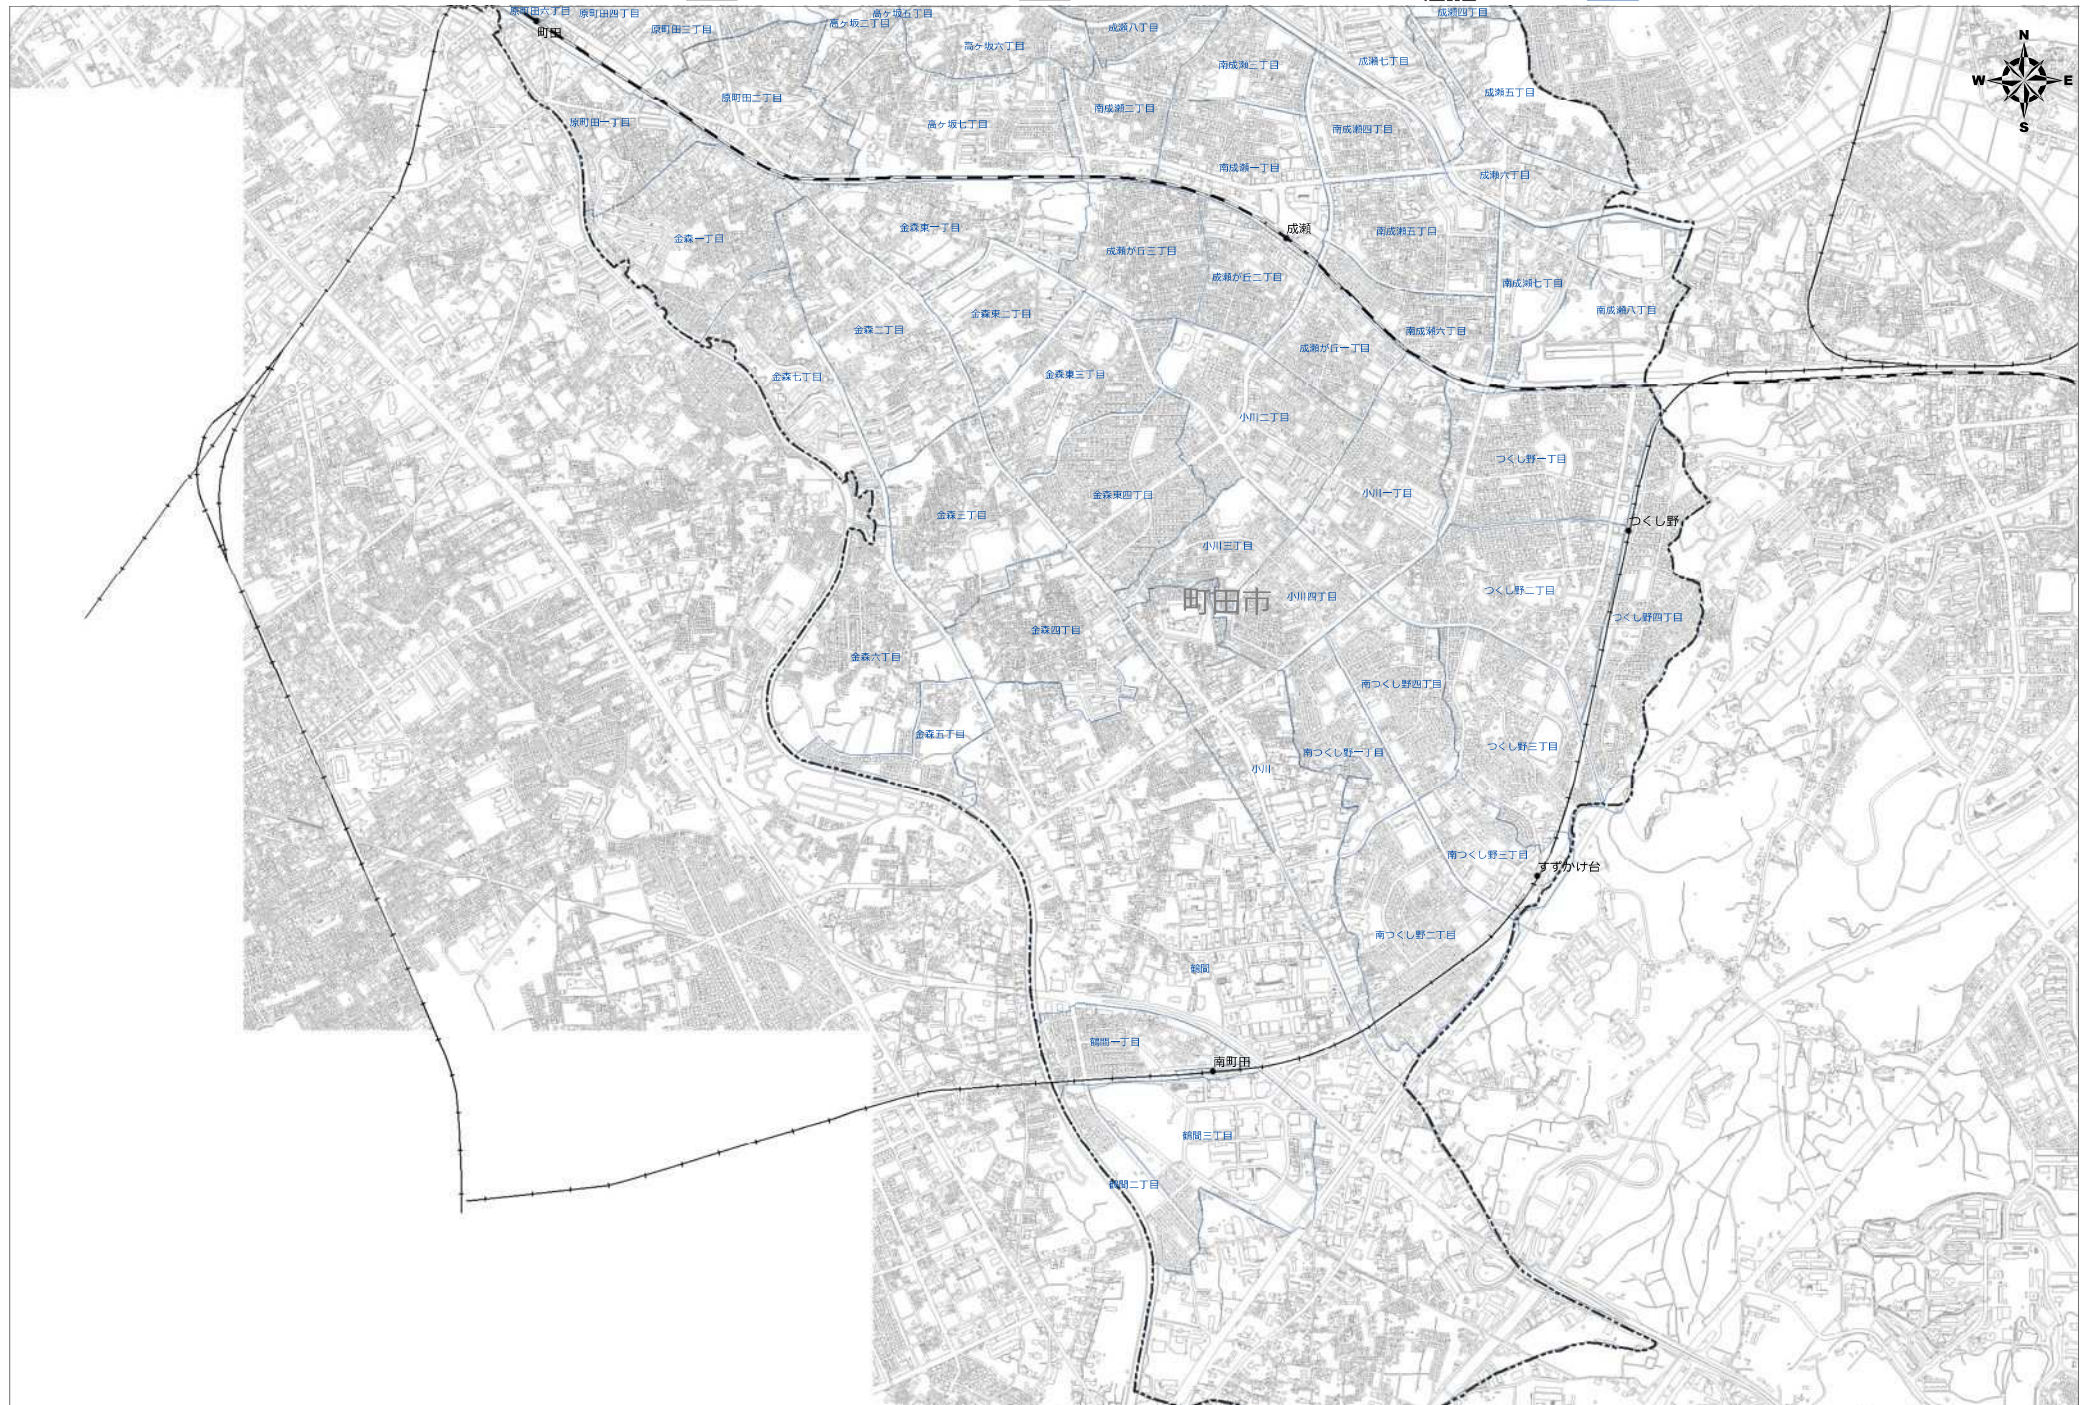 原町田六丁目
原町田四丁目
高ヶ坂五丁目
成瀬四丁目
町田
原町田三丁目
高ヶ坂二丁目
成瀬八丁目
N
高ヶ坂六丁目
南成瀬三丁目
成瀬七丁目
W
E
原町田二丁目
南成瀬二丁目
成瀬五丁目
原町田一丁目
高ヶ坂七丁目
南成瀬四丁目
S
南成瀬一丁目
成瀬六丁目
金森一丁目
金森東一丁目
成瀬
南成瀬五丁目
成瀬が丘三丁目
成瀬が丘二丁目
南成瀬七丁目
金森東二丁目
南成瀬八丁目
金森二丁目
南成瀬六丁目
成瀬が丘一丁目
金森七丁目
金森東三丁目
小川二丁目
つくし野一丁目
金森東四丁目
小川一丁目
金森三丁目
つくし野
小川三丁目
つくし野二丁目
町田市
小川四丁目
つくし野四丁目
金森四丁目
金森六丁目
南つくし野四丁目
金森五丁目
つくし野三丁目
南つくし野一丁目
小川
南つくし野三丁目
すずかけ台
南つくし野二丁目
鶴間
鶴間一丁目
南町田
鶴間三丁目
鶴間二丁目